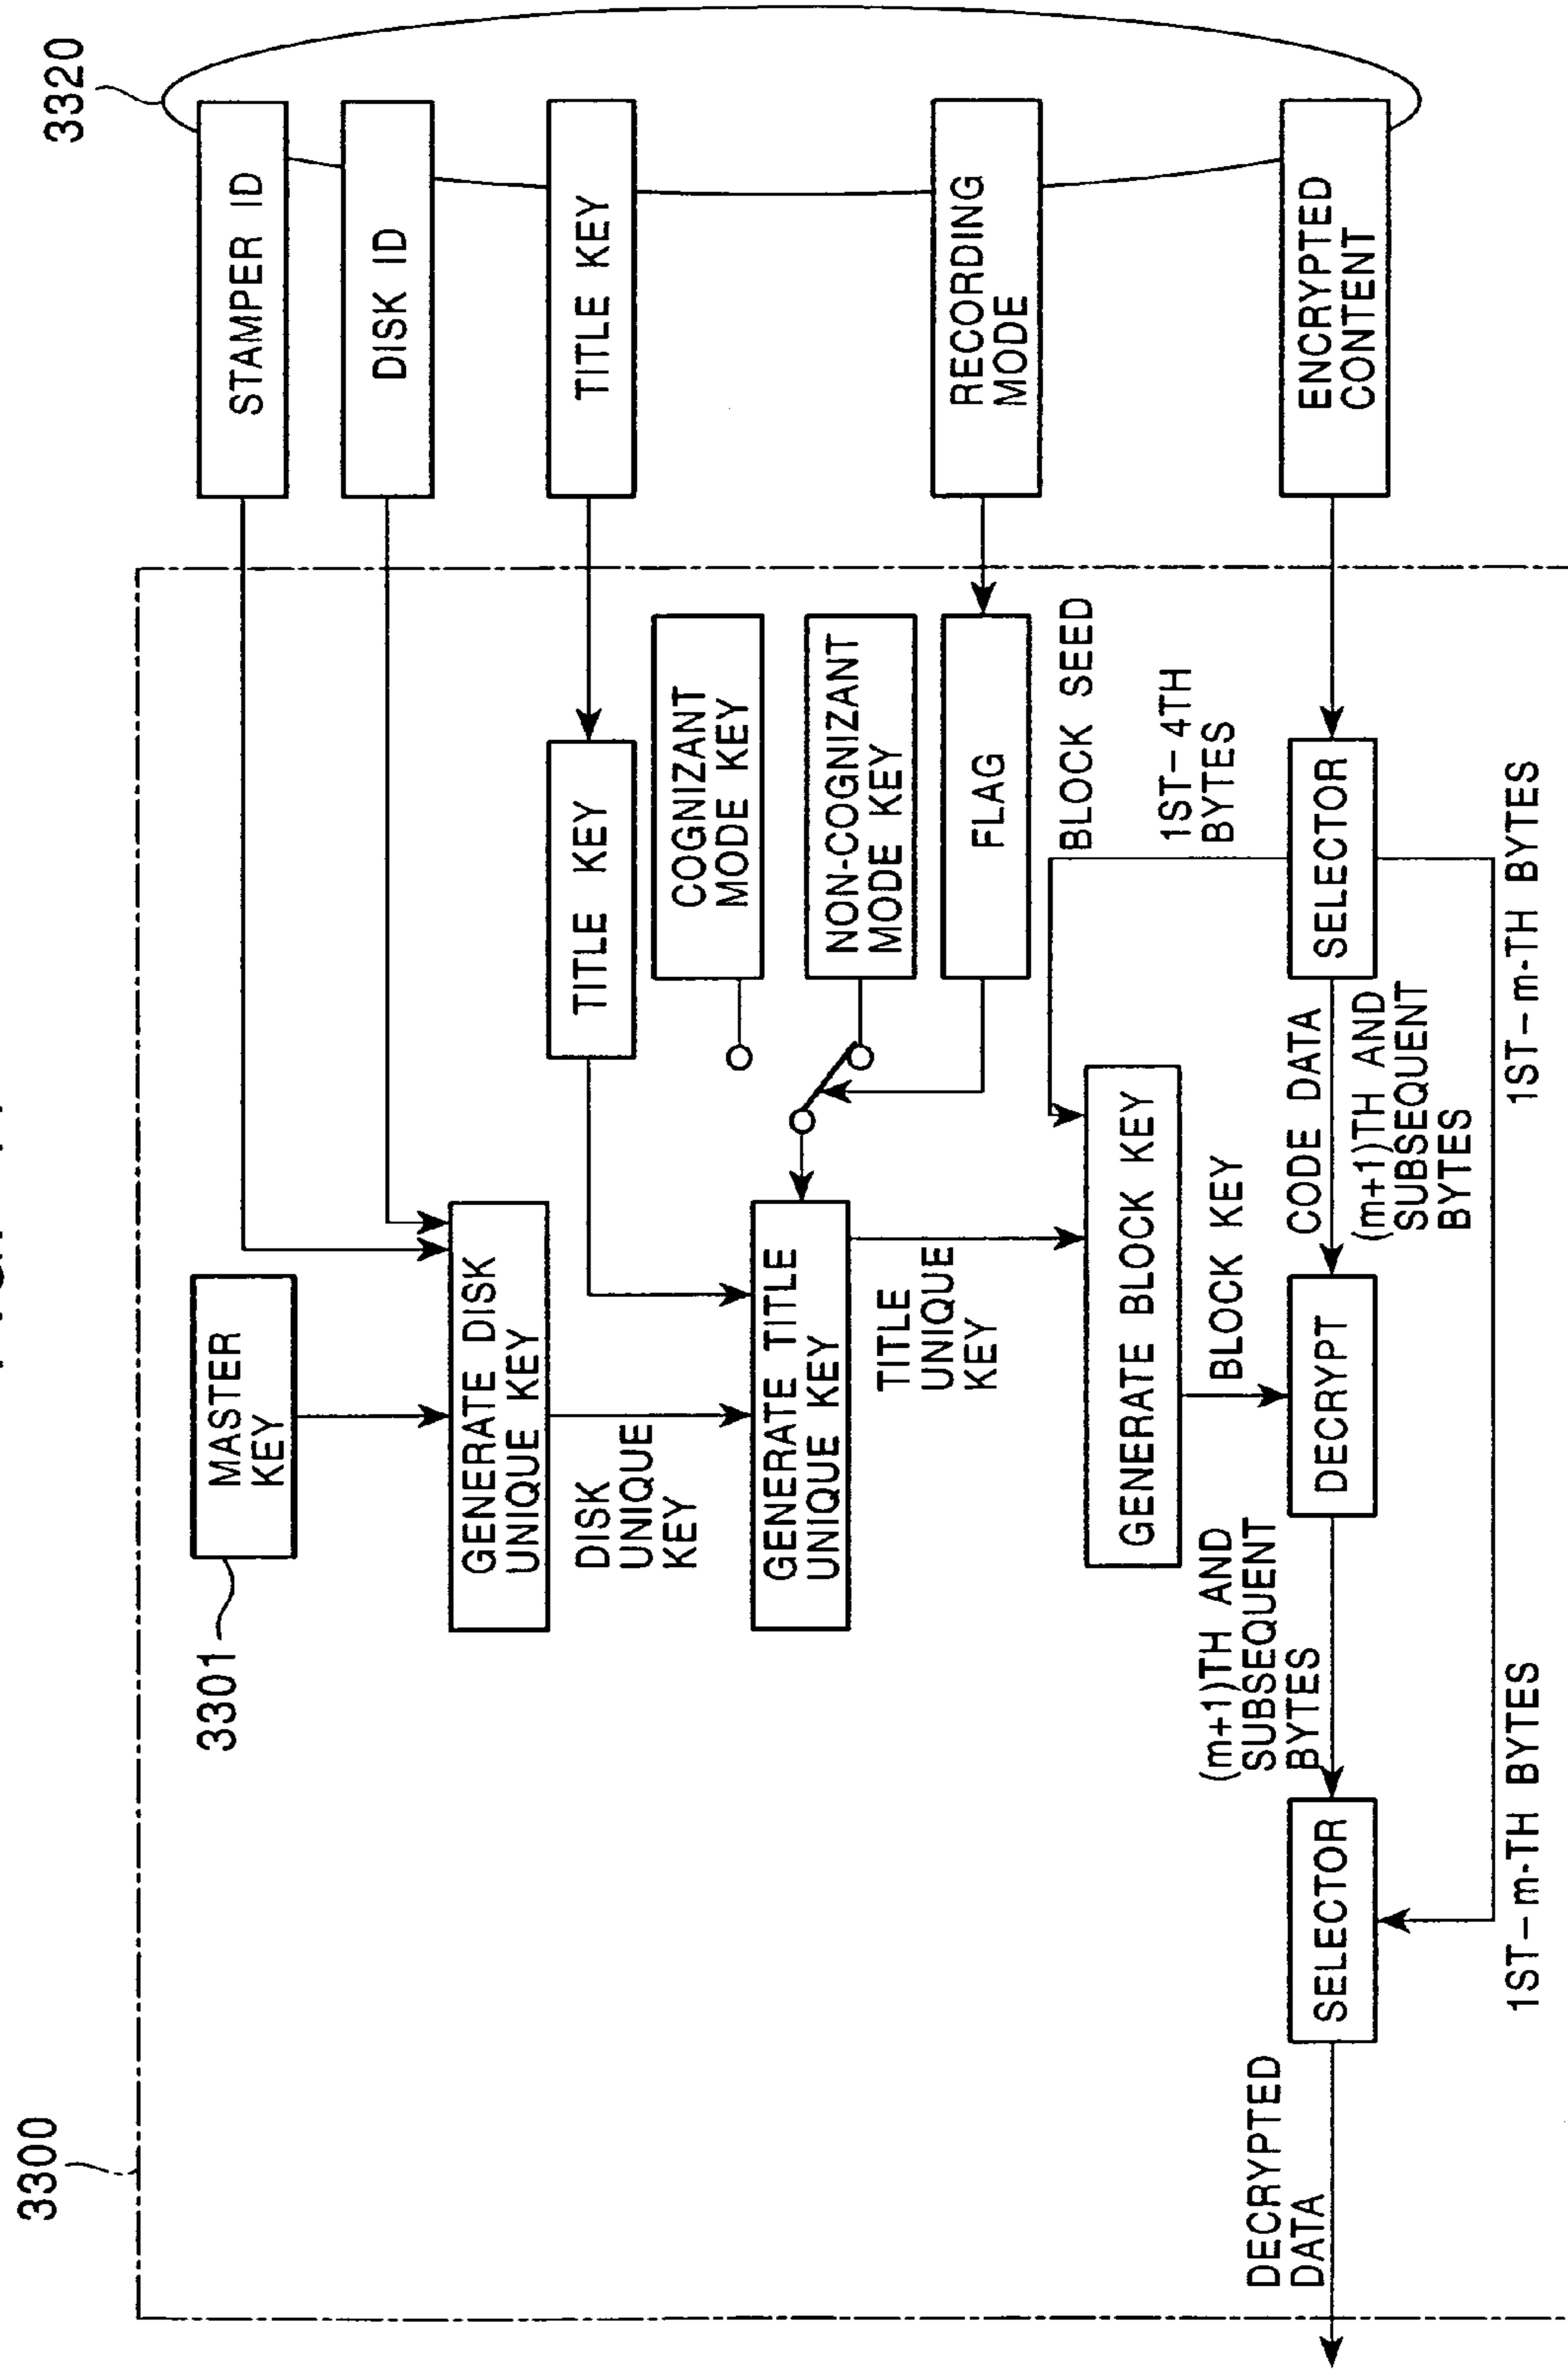 3300
3320
3301
MASTER
KEY
STAMPER ID
DISK ID
GENERATE DISK
UNIQUE KEY
DISK
UNIQUE
KEY
TITLE KEY
TITLE KEY
COGNIZANT
MODE KEY
GENERATE TITLE
UNIQUE KEY
NON-COGNIZANT
MODE KEY
TITLE
UNIQUE
KEY
FLAG
RECORDING
MODE
BLOCK SEED
GENERATE BLOCK KEY
1ST-4TH
BYTES
BLOCK KEY
(m+1)TH AND
SUBSEQUENT
BYTES
DECRYPTED
DATA
SELECTOR
DECRYPT
CODE DATA
(m+1)TH AND
SUBSEQUENT
BYTES
SELECTOR
ENCRYPTED
CONTENT
1ST-m-TH BYTES
1ST-m-TH BYTES